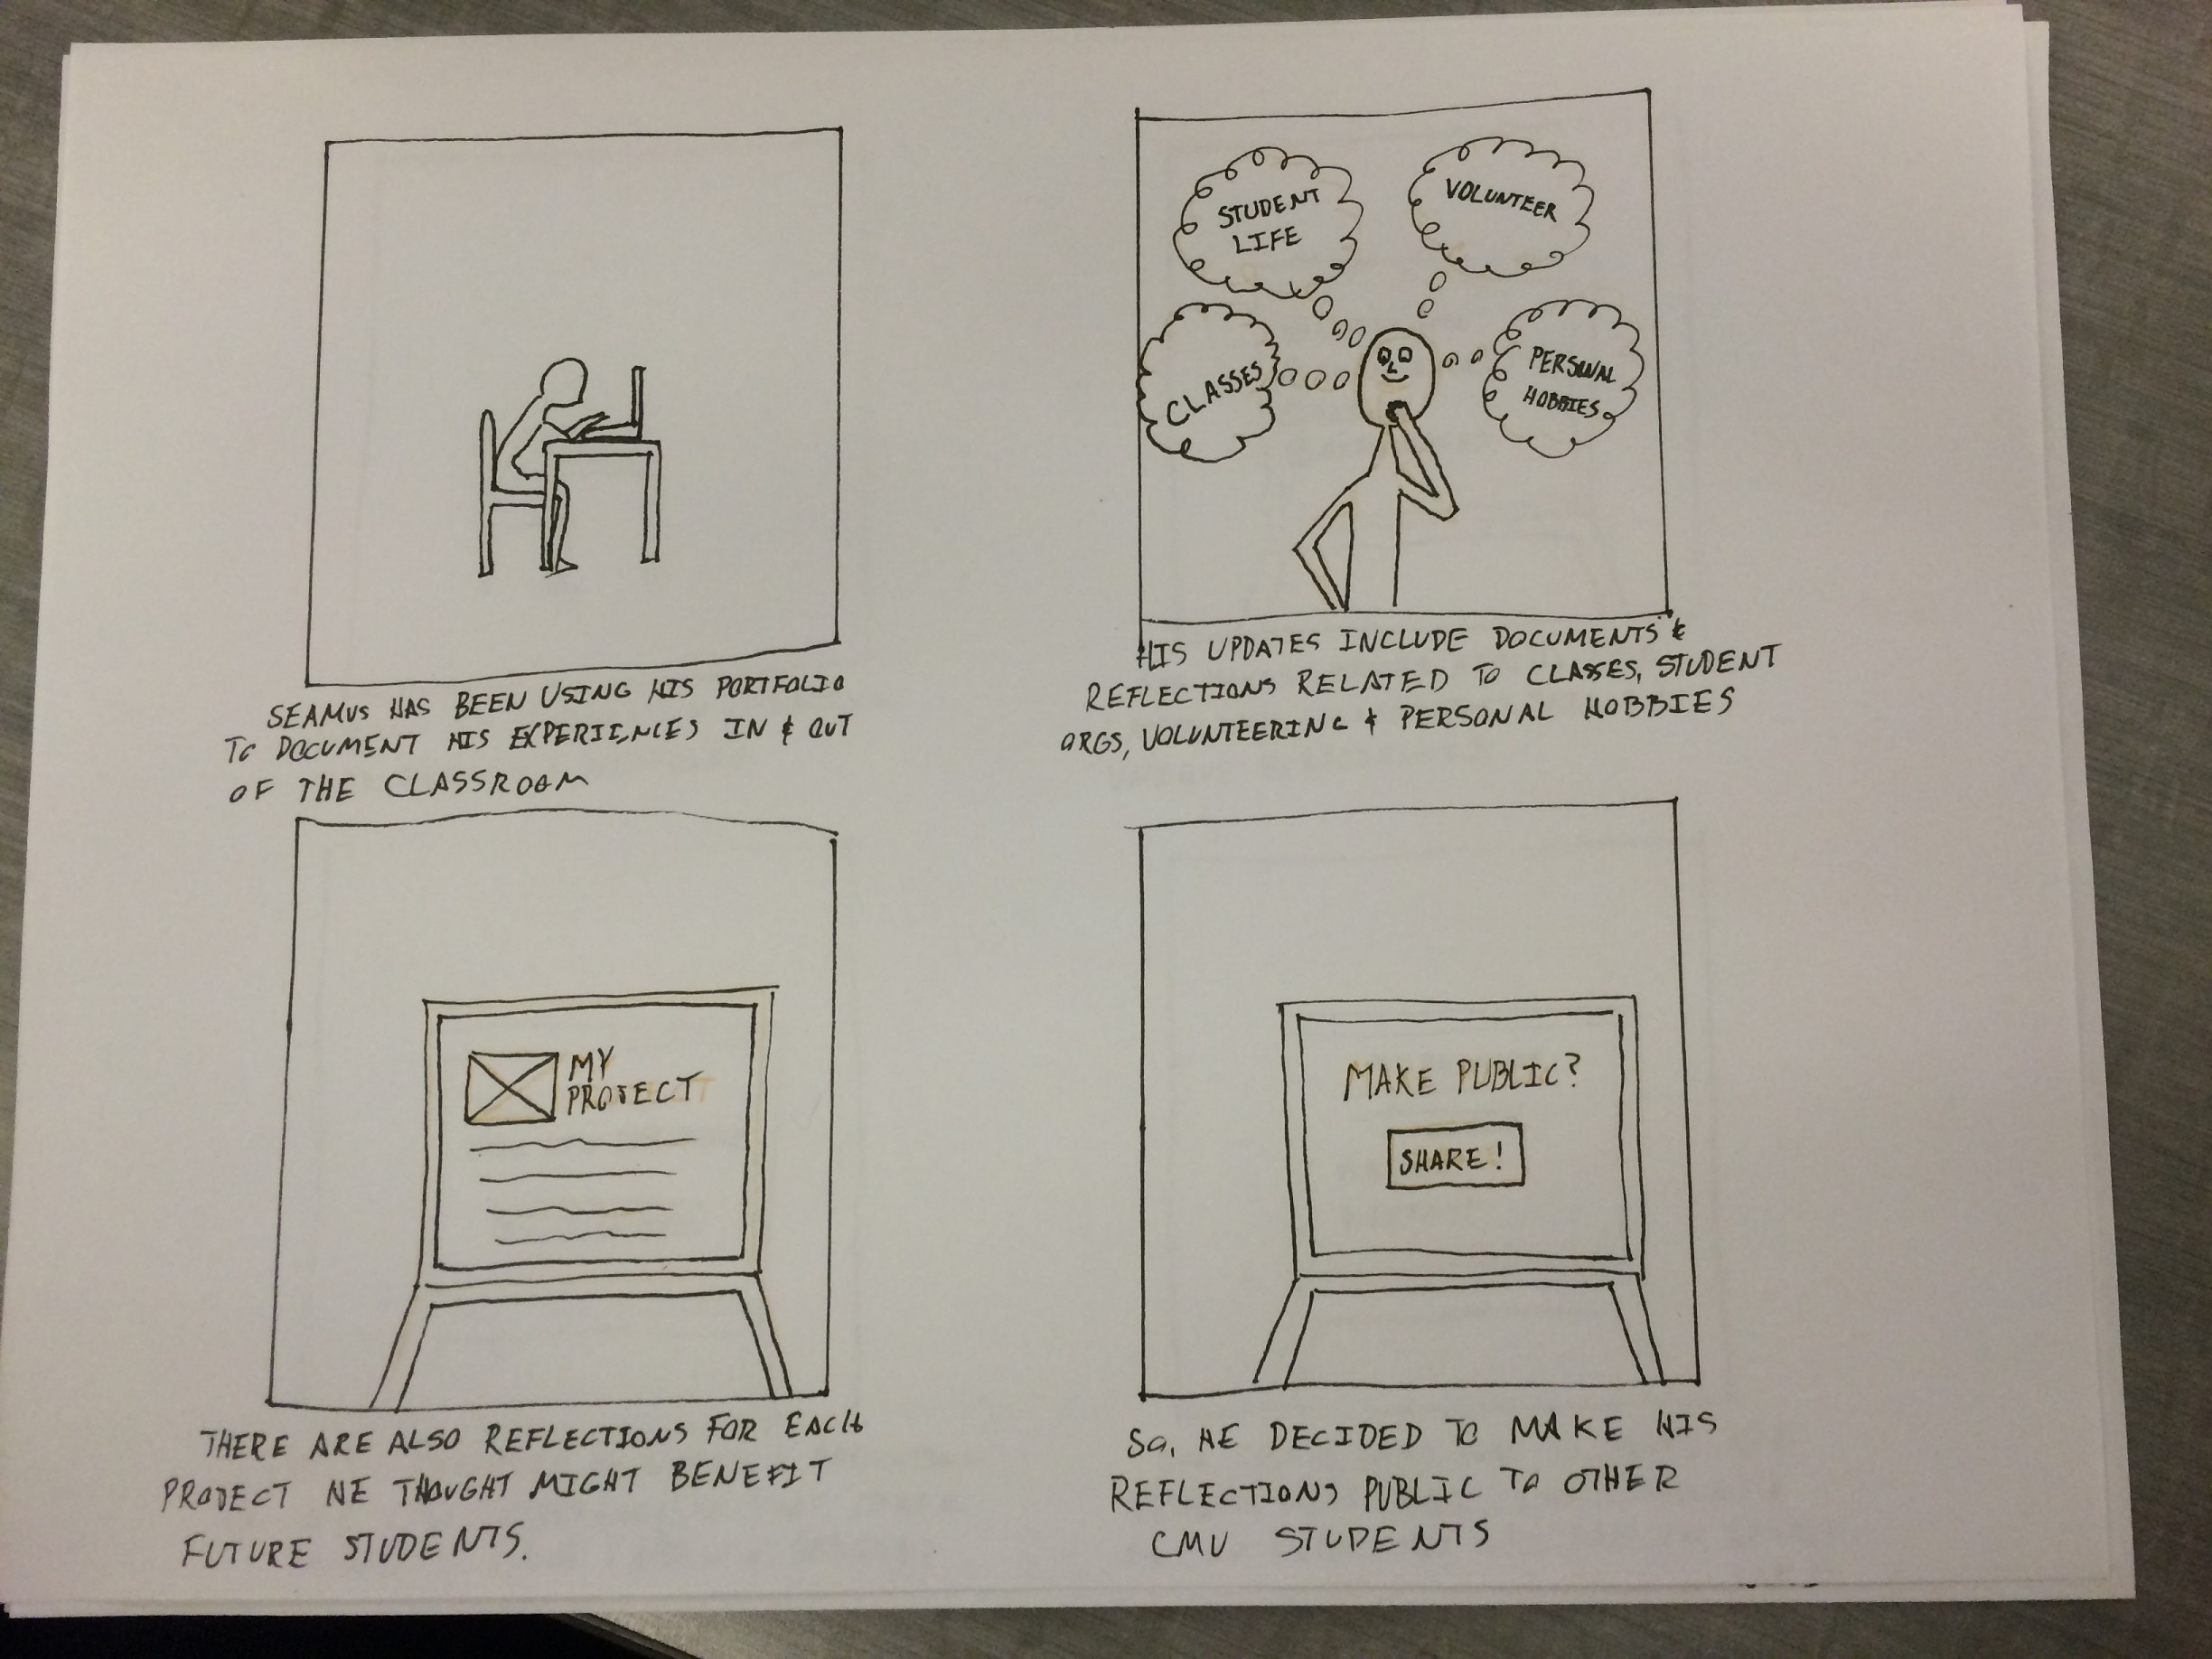 SEAMUS HAS BEEN USING HIS PORTFOLIO
TO DOCUMENT HIS EXPERIENCES IN & OUT
OF THE CLASSROOM
STUDENT
LIFE
VOLUNTEER
CLASSES
PERSONAL
HOBBIES
HIS UPDATES INCLUDE DOCUMENTS &
REFLECTIONS RELATED TO CLASSES, STUDENT
ORGS, VOLUNTEERING & PERSONAL HOBBIES
MY
PROJECT
THERE ARE ALSO REFLECTIONS FOR EACH
PROJECT HE THOUGHT MIGHT BENEFIT
FUTURE STUDENTS.
MAKE PUBLIC?
SHARE!
SO, HE DECIDED TO MAKE HIS
REFLECTIONS PUBLIC TO OTHER
CMU STUDENTS